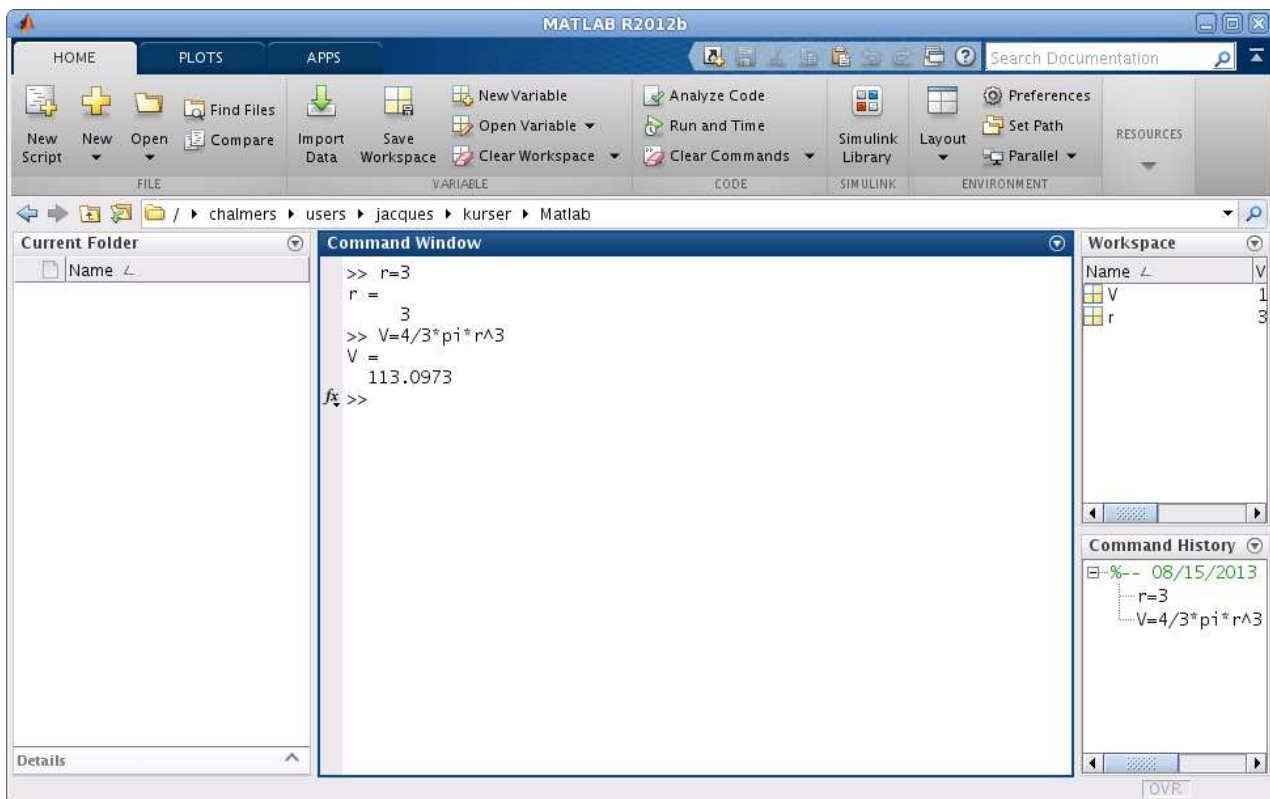 MATLAB R2012b
HOME PLOTS APPS Search Documentation
New Script
New
Open
Find Files
Compare
FILE
Import Data
Save Workspace
New Variable
Open Variable
Clear Workspace
VARIABLE
Analyze Code
Run and Time
Clear Commands
CODE
Simulink Library
SIMULINK
Layout
Preferences
Set Path
Parallel
ENVIRONMENT
RESOURCES
/ chalmers users jacques kurser Matlab
Current Folder
Name
Details
Command Window
>> r=3
r =
3
>> V=4/3*pi*r^3
V =
113.0973
fx >>
Workspace
Name V
V 1
r 3
Command History
%-- 08/15/2013
r=3
V=4/3*pi*r^3
OVR